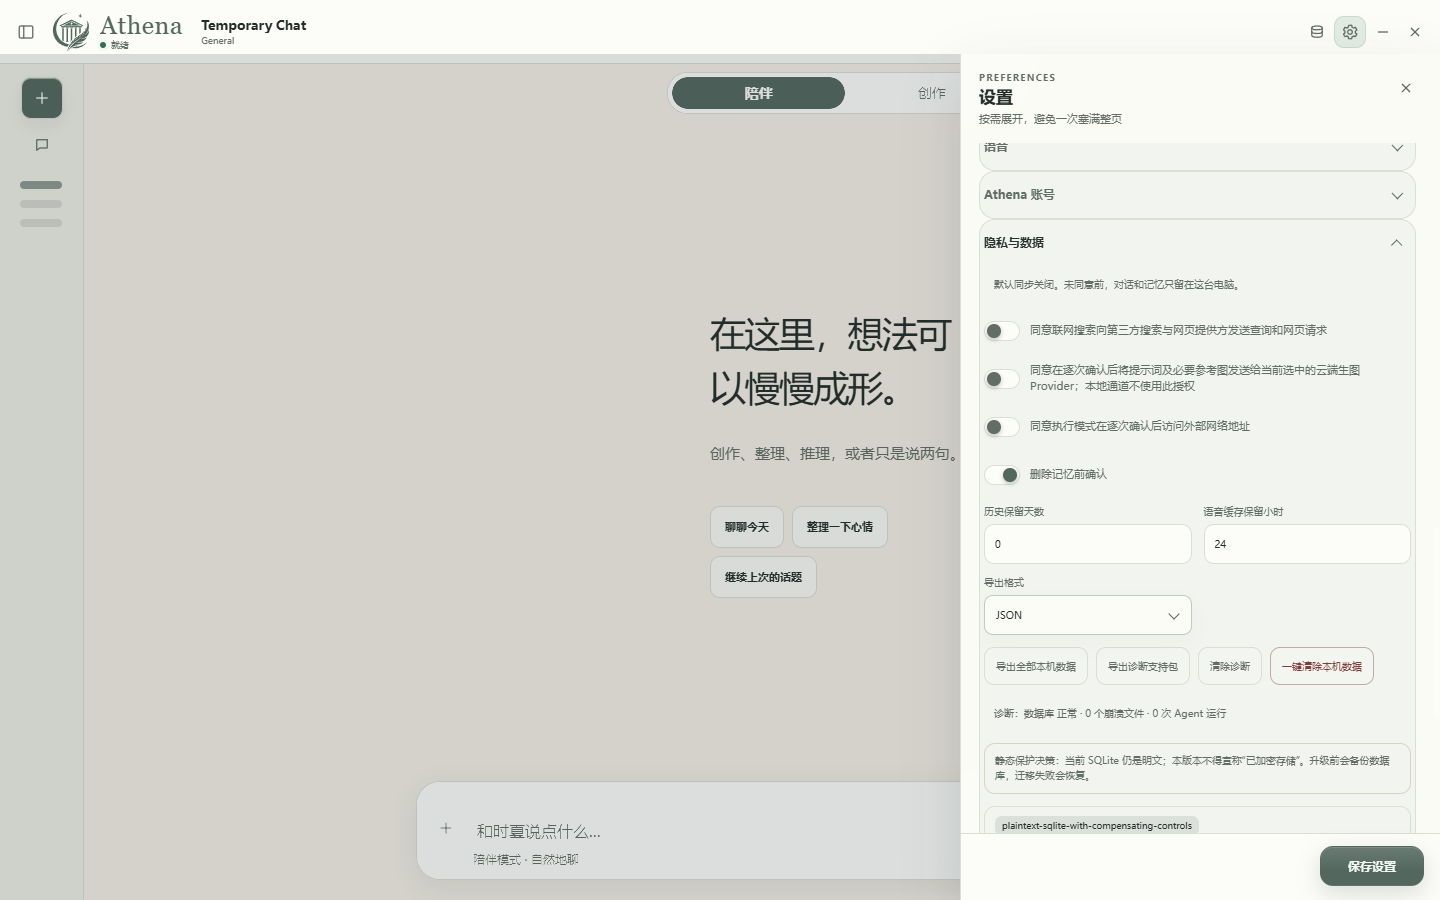 Athena
就绪
Temporary Chat
General
陪伴
创作
在这里，想法可
以慢慢成形。
创作、整理、推理，或者只是说两句。
聊聊今天
整理一下心情
继续上次的话题
和时夏说点什么...
陪伴模式 · 自然地聊
PREFERENCES
设置
按需展开，避免一次塞满整页
语音
Athena 账号
隐私与数据
默认同步关闭。未同意前，对话和记忆只留在这台电脑。
同意联网搜索向第三方搜索与网页提供方发送查询和网页请求
同意在逐次确认后将提示词及必要参考图发送给当前选中的云端生图
Provider；本地通道不使用此授权
同意执行模式在逐次确认后访问外部网络地址
删除记忆前确认
历史保留天数
语音缓存保留小时
0
24
导出格式
JSON
导出全部本机数据
导出诊断支持包
清除诊断
一键清除本机数据
诊断：数据库 正常 · 0 个崩溃文件 · 0 次 Agent 运行
静态保护决策：当前 SQLite 仍是明文；本版本不得宣称“已加密存储”。升级前会备份数据
库，迁移失败会恢复。
plaintext-sqlite-with-compensating-controls
保存设置